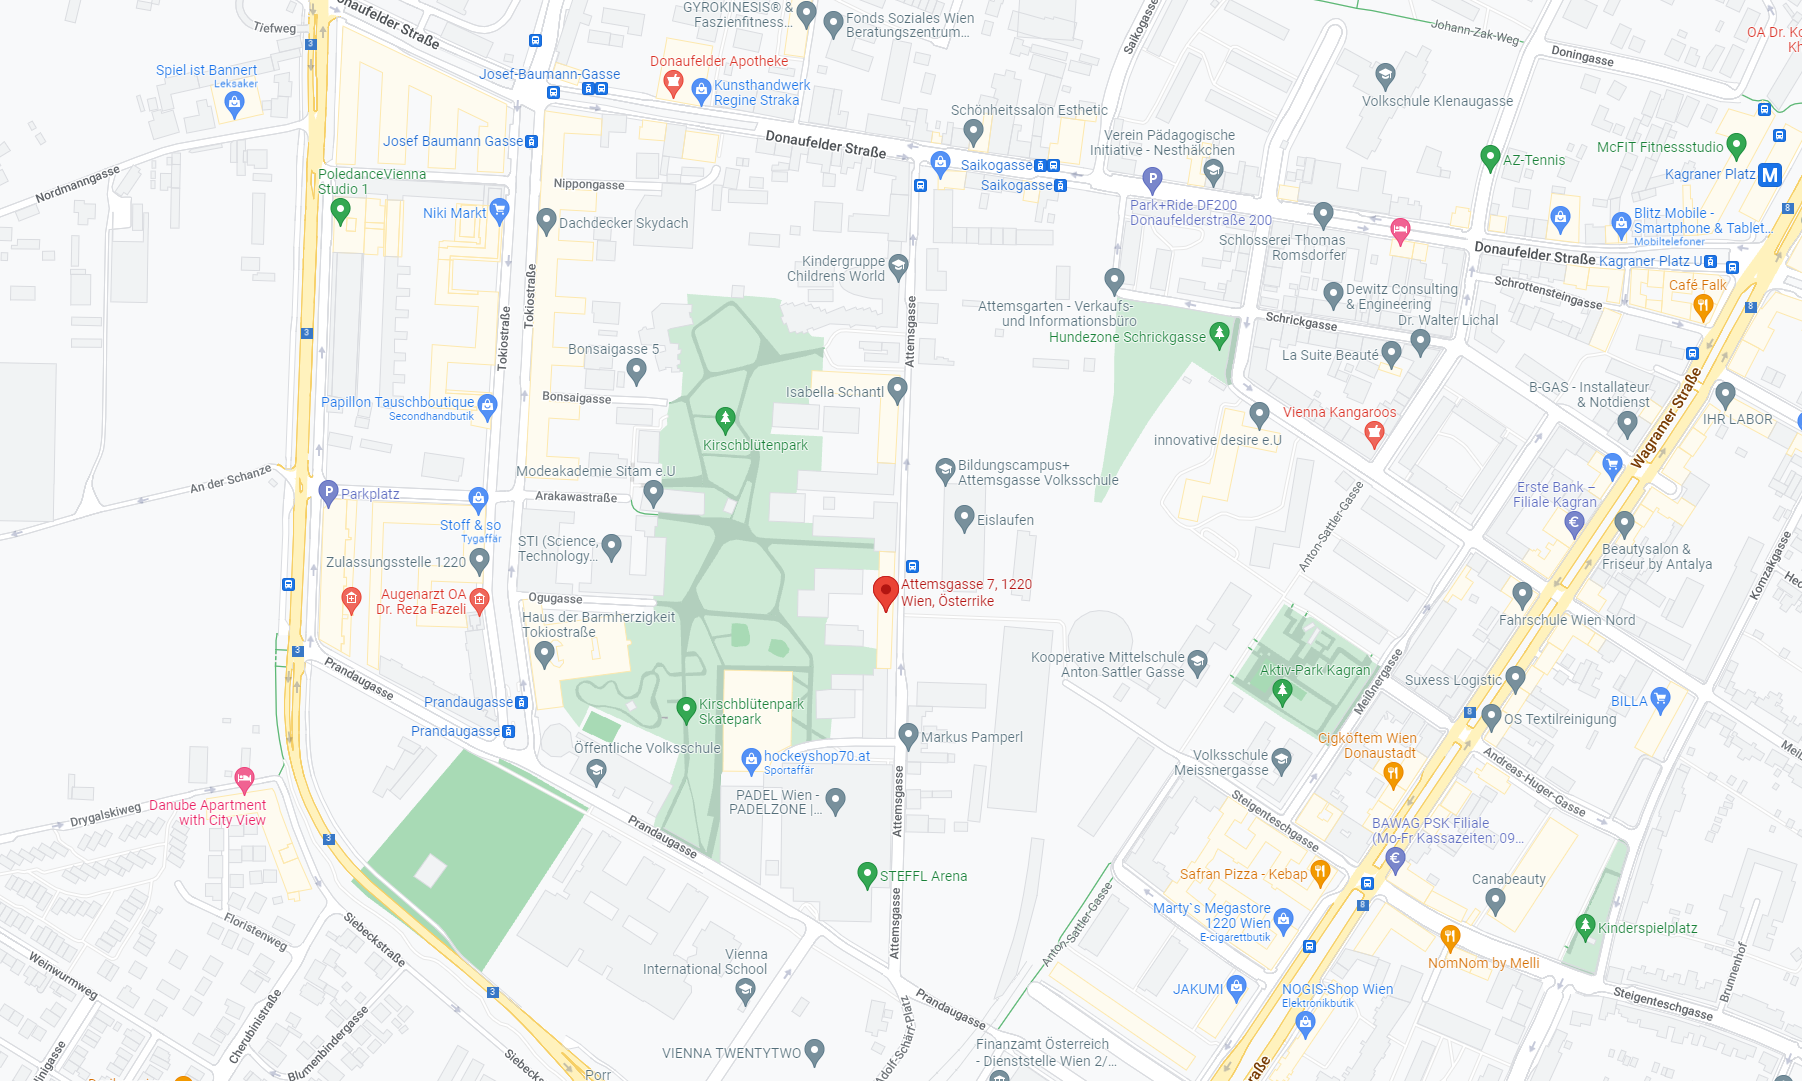 GYROKINESIS® &
Faszienfitness...
Fonds Soziales Wien
Beratungszentrum...
Saikogasse
Johann-Zak-Weg
OA Dr. Ko
Kh
Donaufelder Straße
Tiefweg
3
Doningasse
Spiel ist Bannert
Leksaker
Josef-Baumann-Gasse
Donaufelder Apotheke
Kunsthandwerk
Regine Straka
Volkschule Klenaugasse
Schönheitssalon Esthetic
Josef Baumann Gasse
Donaufelder Straße
Verein Pädagogische
Initiative - Nesthäkchen
McFIT Fitnessstudio
AZ-Tennis
Nordmanngasse
PoledanceVienna
Studio 1
Nippongasse
Saikogasse
Saikogasse
P
Kagraner Platz
M
Niki Markt
Dachdecker Skydach
Park+Ride DF200
Donaufelderstraße 200
Blitz Mobile -
Smartphone & Tablet...
Mobiltelefoner
8
Schlosserei Thomas
Romsdorfer
Donaufelder Straße
Kagraner Platz U
Kindergruppe
Childrens World
Tokiostraße
Tokiostraße
Attemsgasse
Attemsgarten - Verkaufs-
und Informationsbüro
Dewitz Consulting
& Engineering
Schrottensteingasse
Café Falk
8
3
Hundezone Schrickgasse
Schrickgasse
Dr. Walter Lichal
Bonsaigasse 5
La Suite Beauté
Papillon Tauschboutique
Secondhandbutik
Bonsaigasse
Isabella Schantl
B-GAS - Installateur
& Notdienst
Wagramer Straße
IHR LABOR
Kirschblütenpark
Vienna Kangaroos
innovative desire e.U
An der Schanze
Modeakademie Sitam e.U
Bildungscampus+
Attemsgasse Volksschule
P
Parkplatz
Arakawastraße
Anton-Sattler-Gasse
Erste Bank –
Filiale Kagran
€
Stoff & so
Tygaffär
Eislaufen
STI (Science,
Technology...
Beautysalon &
Friseur by Antalya
Komzakgasse
Zulassungsstelle 1220
Augenarzt OA
Dr. Reza Fazeli
Ogugasse
Attemsgasse 7, 1220
Wien, Österrike
Hec
Haus der Barmherzigkeit
Tokiostraße
Fahrschule Wien Nord
3
Prandaugasse
Kooperative Mittelschule
Anton Sattler Gasse
Aktiv-Park Kagran
Meißnergasse
Suxess Logistic
Prandaugasse
Kirschblütenpark
Skatepark
8
BILLA
OS Textilreinigung
Prandaugasse
Öffentliche Volksschule
Markus Pamperl
hockeyshop70.at
Sportaffär
Volksschule
Meissnergasse
Cigköftem Wien
Donaustadt
Andreas-Huger-Gasse
Danube Apartment
with City View
Drygalskiweg
PADEL Wien -
PADELZONE |...
Attemsgasse
Steigenteschgasse
3
Prandaugasse
BAWAG PSK Filiale
(Mo-Fr Kassazeiten: 09...
€
STEFFL Arena
Safran Pizza - Kebap
Canabeauty
8
Floristenweg
Siebeckstraße
Attemsgasse
Anton-Sattler-Gasse
Marty`s Megastore
1220 Wien
E-cigarettbutik
Kinderspielplatz
NomNom by Melli
Vienna
International School
Weinwurmweg
3
Prandaugasse
JAKUMI
NOGIS-Shop Wien
Elektronikbutik
Steigenteschgasse
Brunnenhof
Cherubinistraße
Blumenbindergasse
Adolf-Schärf-Platz
VIENNA TWENTYTWO
Finanzamt Österreich
- Dienststelle Wien 2/...
Siebeck
Porr